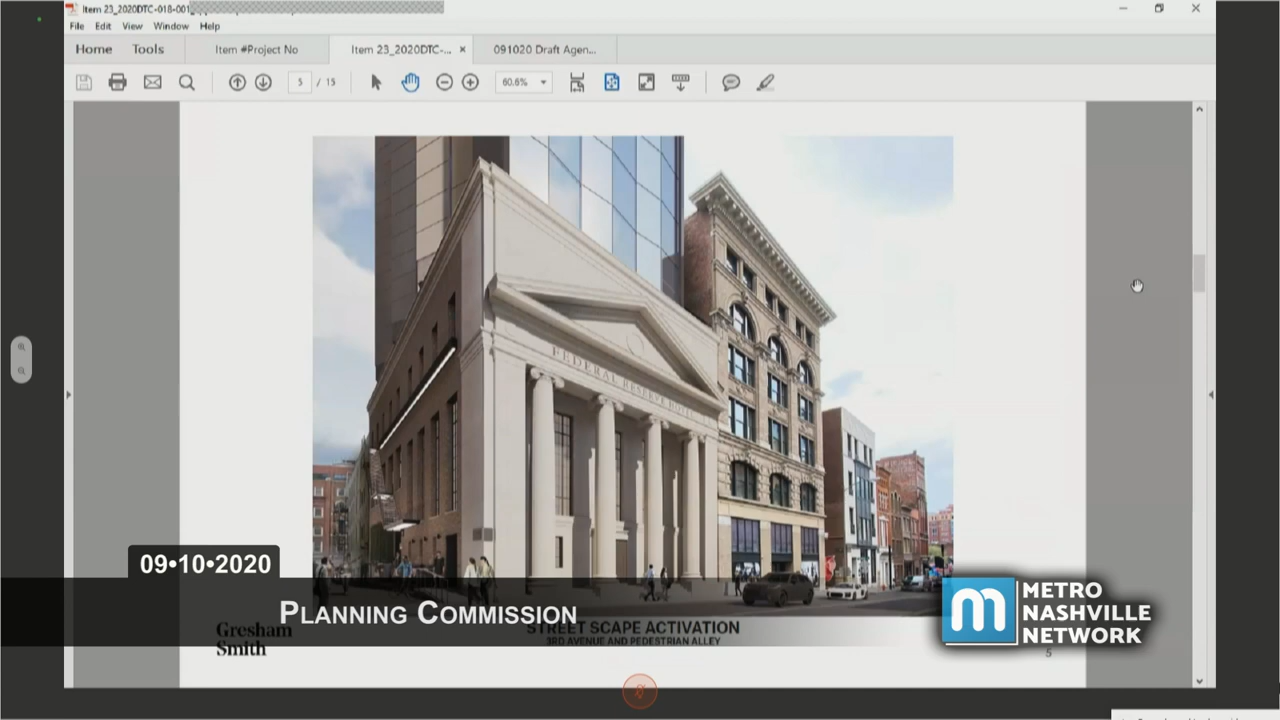 Item 23_2020DTC-018-001_
File Edit View Window Help
Home Tools Item #Project No Item 23_2020DTC-... × 091020 Draft Agen...
5 / 15 60.6%
FEDERAL RESERVE
09•10•2020
PLANNING COMMISSION
Gresham
Smith
STREET SCAPE ACTIVATION
3RD AVENUE AND PEDESTRIAN ALLEY
5
m METRO
NASHVILLE
NETWORK